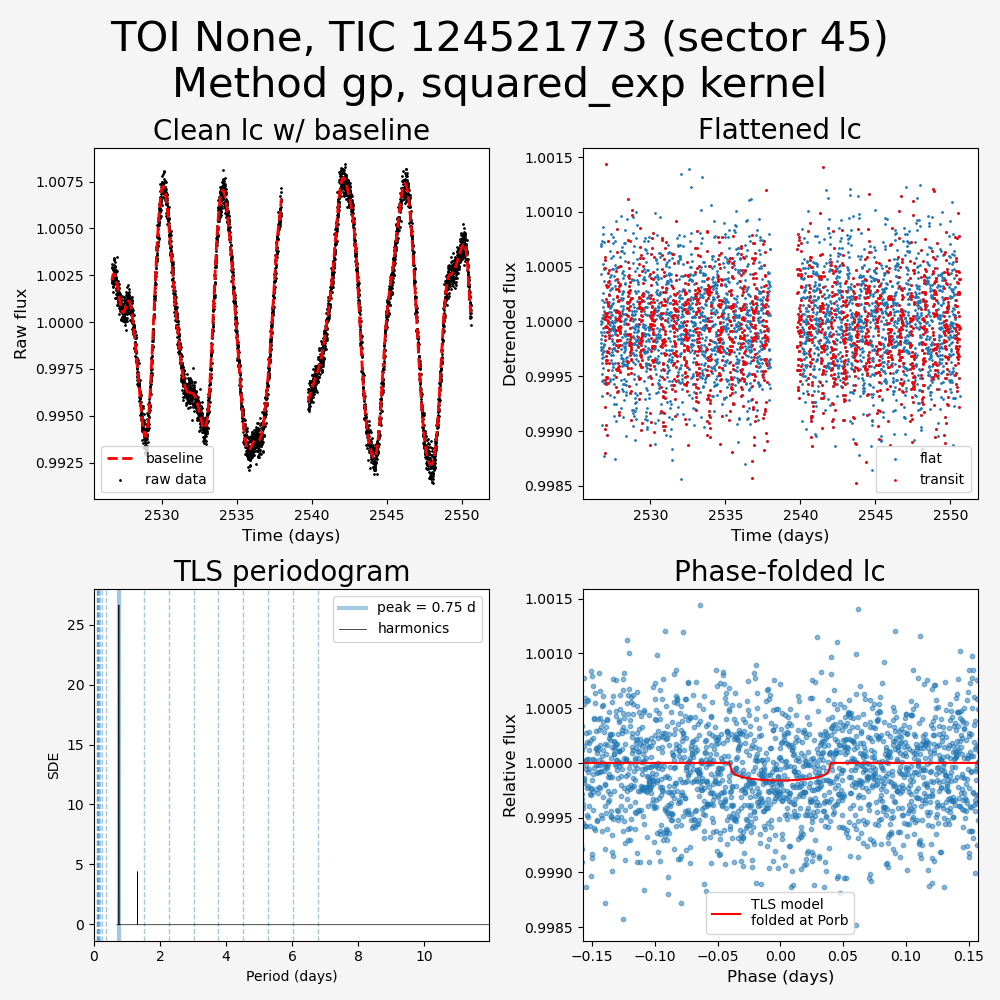 TOI None, TIC 124521773 (sector 45)
Method gp, squared_exp kernel
Clean lc w/ baseline
Raw flux
1.0075
1.0050
1.0025
1.0000
0.9975
0.9950
0.9925
baseline
raw data
2530
2535
2540
2545
2550
Time (days)
Flattened lc
Detrended flux
1.0015
1.0010
1.0005
1.0000
0.9995
0.9990
0.9985
flat
transit
2530
2535
2540
2545
2550
Time (days)
TLS periodogram
SDE
25
20
15
10
5
0
peak = 0.75 d
harmonics
0
2
4
6
8
10
Period (days)
Phase-folded lc
Relative flux
1.0015
1.0010
1.0005
1.0000
0.9995
0.9990
0.9985
TLS model
folded at Porb
−0.15
−0.10
−0.05
0.00
0.05
0.10
0.15
Phase (days)